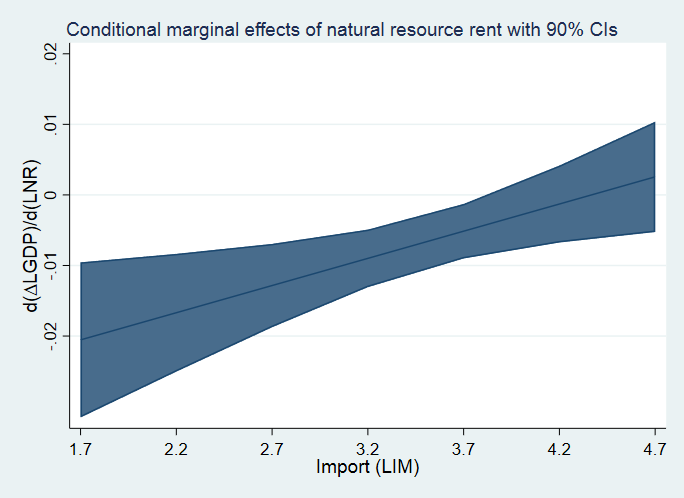 Conditional marginal effects of natural resource rent with 90% CIs
d(ΔLGDP)/d(LNR)
.02
.01
0
-.01
-.02
1.7 2.2 2.7 3.2 3.7 4.2 4.7
Import (LIM)